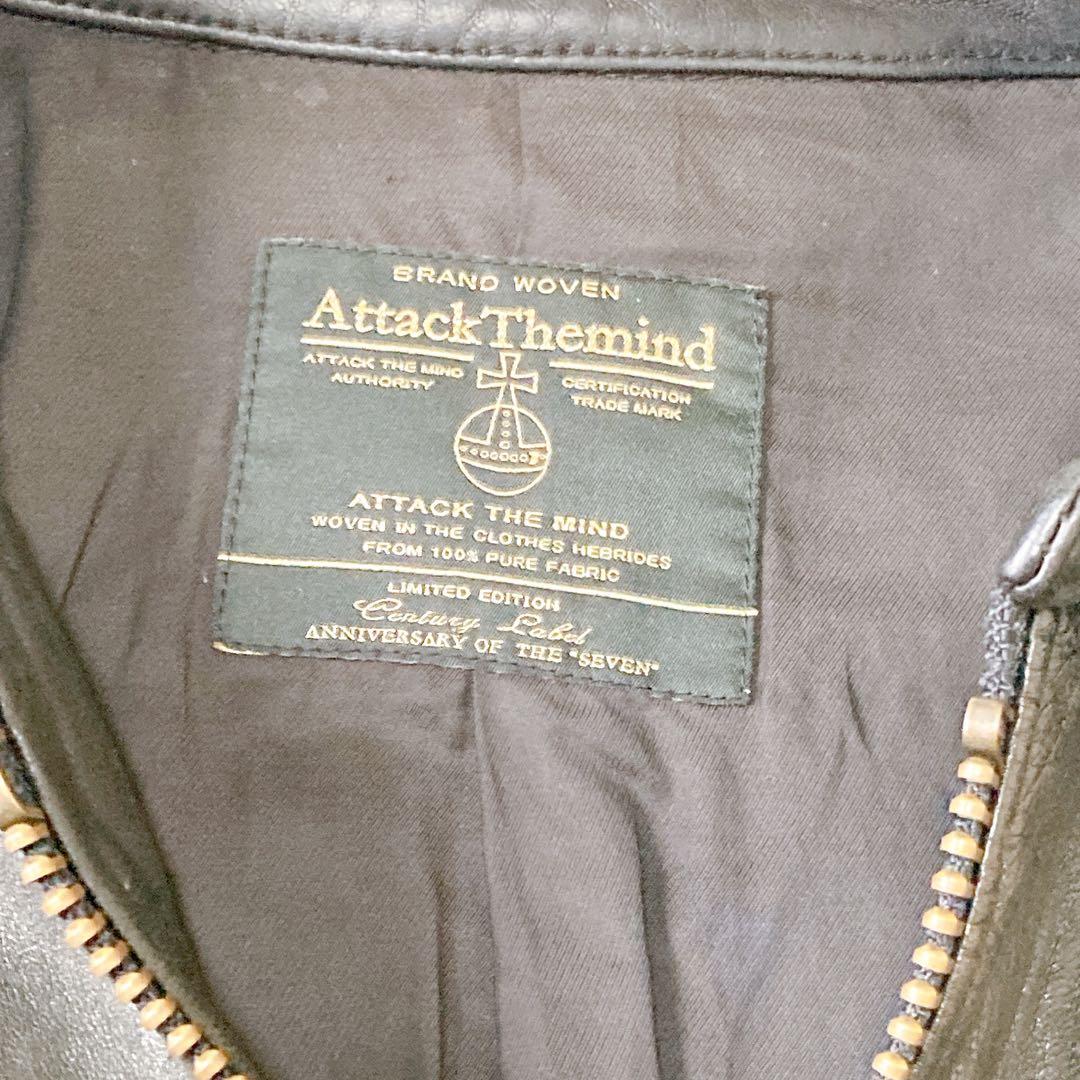 BRAND WOVEN
AttackThemind
ATTACK THE MIND
AUTHORITY
CERTIFICATION
TRADE MARK
ATTACK THE MIND
WOVEN IN THE CLOTHES HEBRIDES
FROM 100% PURE FABRIC
LIMITED EDITION
Century Label
ANNIVERSARY OF THE "SEVEN"